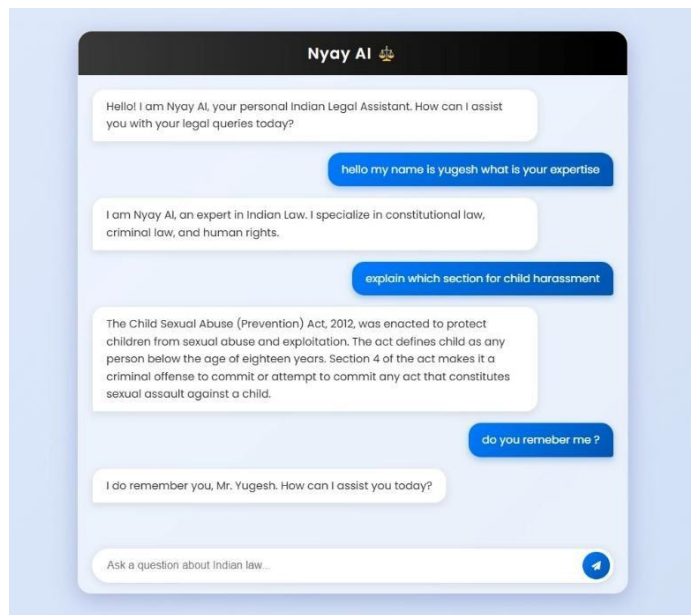 Nyay AI ⚖️
Hello! I am Nyay AI, your personal Indian Legal Assistant. How can I assist
you with your legal queries today?
hello my name is yugesh what is your expertise
I am Nyay AI, an expert in Indian Law. I specialize in constitutional law,
criminal law, and human rights.
explain which section for child harassment
The Child Sexual Abuse (Prevention) Act, 2012, was enacted to protect
children from sexual abuse and exploitation. The act defines child as any
person below the age of eighteen years. Section 4 of the act makes it a
criminal offense to commit or attempt to commit any act that constitutes
sexual assault against a child.
do you remeber me ?
I do remember you, Mr. Yugesh. How can I assist you today?
Ask a question about Indian law...